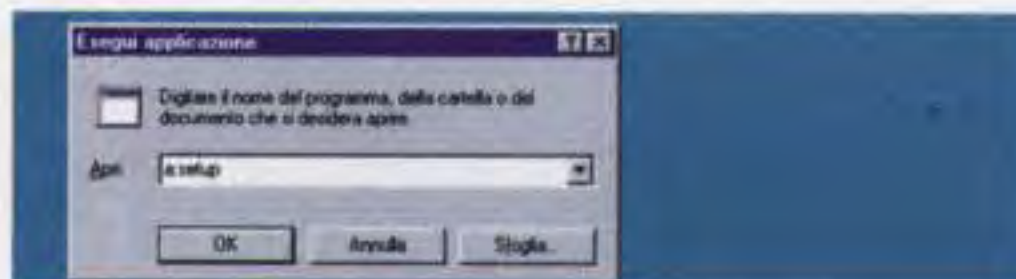 Esegui applicazione
Digitare il nome del programma, della cartella o del
documento che si desidera aprire.
Apri:
a:setup
OK
Annulla
Sfoglia...